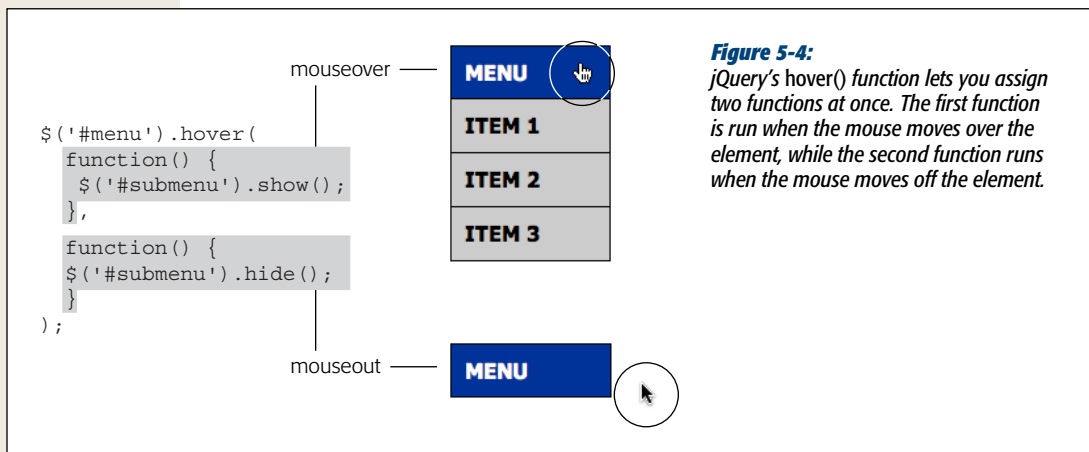 mouseover
$('#menu').hover(
function() {
$('#submenu').show();
},
function() {
$('#submenu').hide();
}
);
mouseout
MENU
ITEM 1
ITEM 2
ITEM 3
MENU
Figure 5-4:
jQuery's hover() function lets you assign
two functions at once. The first function
is run when the mouse moves over the
element, while the second function runs
when the mouse moves off the element.